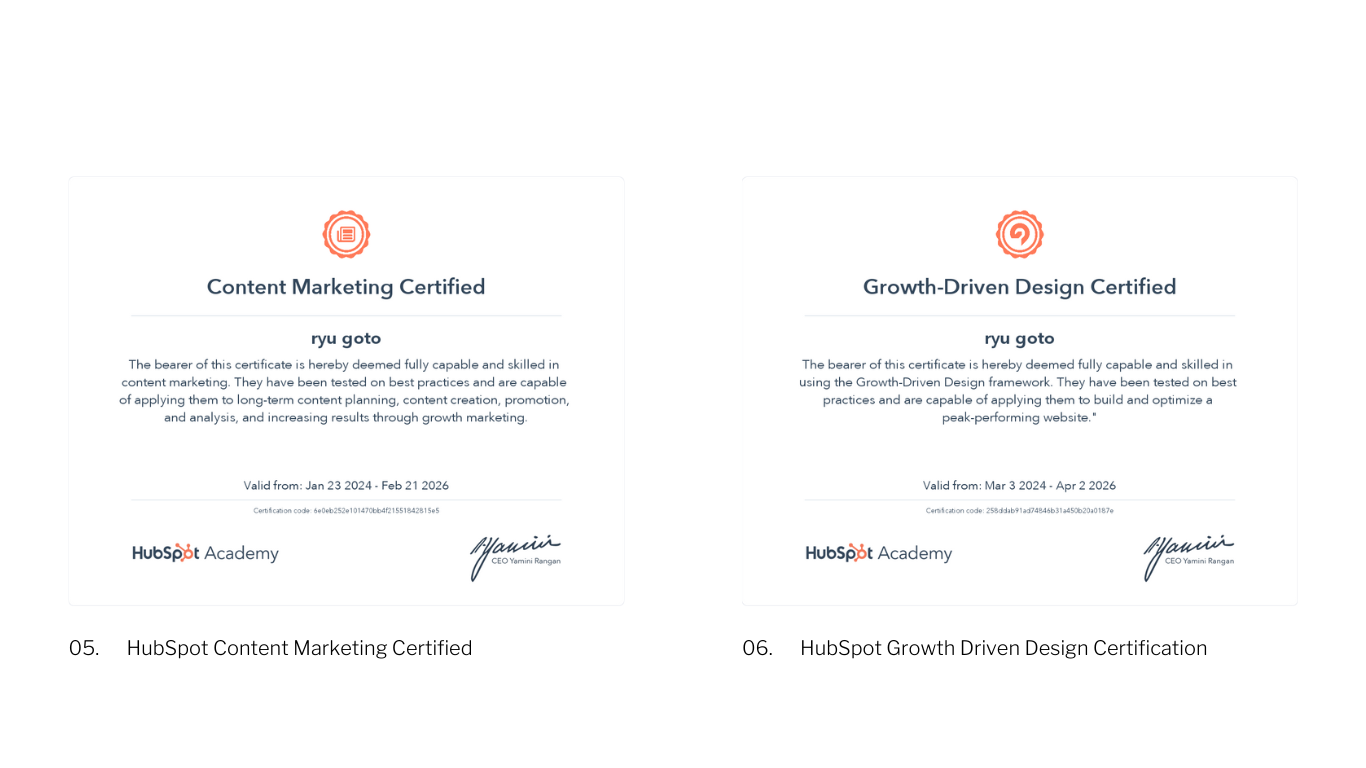 Content Marketing Certified
ryu goto
The bearer of this certificate is hereby deemed fully capable and skilled in
content marketing. They have been tested on best practices and are capable
of applying them to long-term content planning, content creation, promotion,
and analysis, and increasing results through growth marketing.
Valid from: Jan 23 2024 - Feb 21 2026
Certification code: 6e0eb252e101470bb4f21551842815e5
HubSpot Academy
CEO Yamini Rangan
05. HubSpot Content Marketing Certified
Growth-Driven Design Certified
ryu goto
The bearer of this certificate is hereby deemed fully capable and skilled in
using the Growth-Driven Design framework. They have been tested on best
practices and are capable of applying them to build and optimize a
peak-performing website."
Valid from: Mar 3 2024 - Apr 2 2026
Certification code: 258ddab91ad74846b31a450b20a0187e
HubSpot Academy
CEO Yamini Rangan
06. HubSpot Growth Driven Design Certification